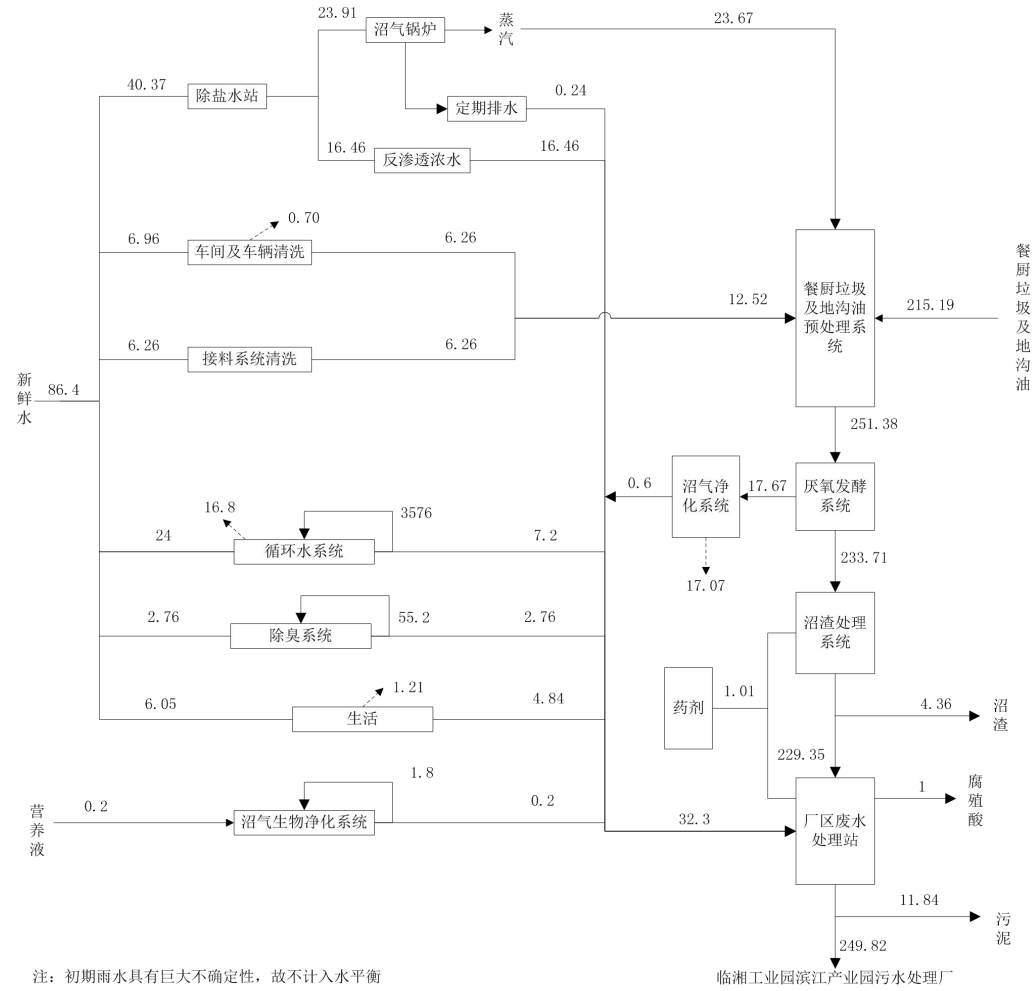 23.91
沼气锅炉
蒸
汽
23.67
40.37
除盐水站
定期排水
0.24
16.46
反渗透浓水
16.46
0.70
6.96
车间及车辆清洗
6.26
12.52
餐厨垃圾
及地沟油
预处理系
统
215.19
餐
厨
垃
圾
及
地
沟
油
6.26
接料系统清洗
6.26
新
鲜
水
86.4
251.38
沼气净
化系统
0.6
17.67
厌氧发酵
系统
16.8
3576
24
循环水系统
7.2
17.07
233.71
2.76
除臭系统
55.2
2.76
沼渣处理
系统
1.21
6.05
生活
4.84
药剂
1.01
4.36
沼
渣
229.35
1.8
营
养
液
0.2
沼气生物净化系统
0.2
32.3
厂区废水
处理站
1
腐
殖
酸
11.84
污
泥
249.82
注：初期雨水具有巨大不确定性，故不计入水平衡
临湘工业园滨江产业园污水处理厂